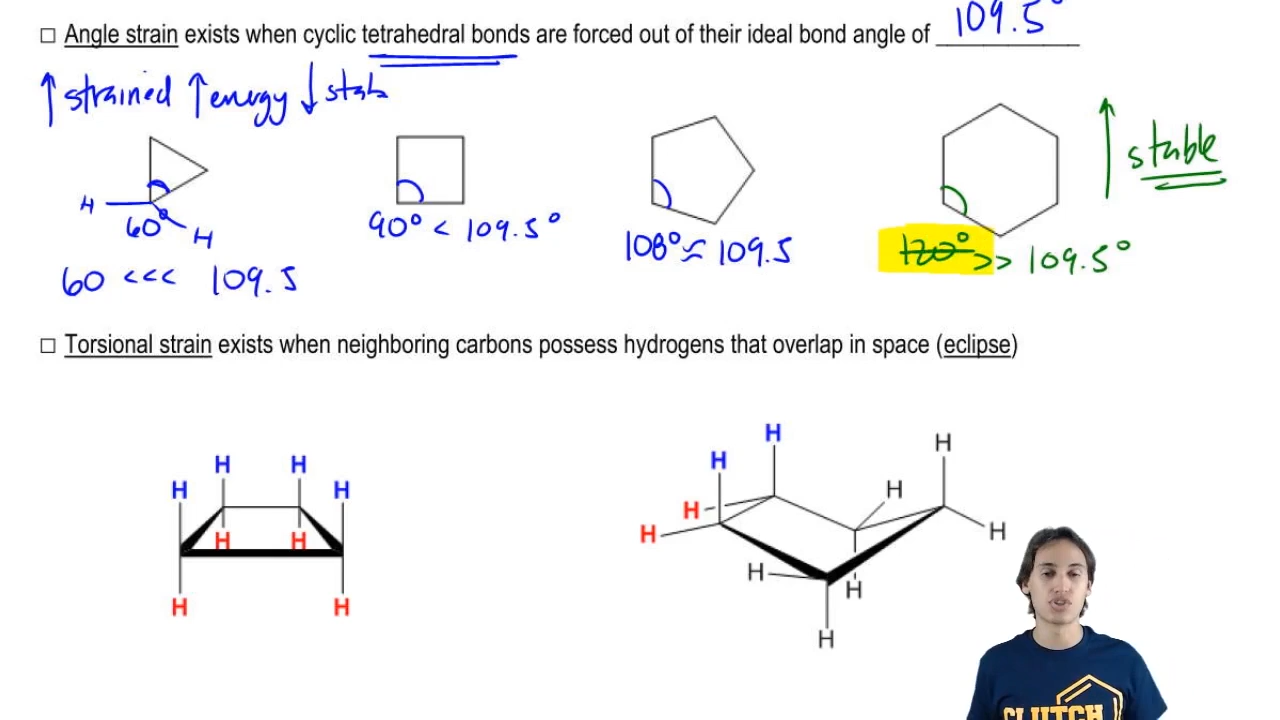 □ Angle strain exists when cyclic tetrahedral bonds are forced out of their ideal bond angle of 109.5°
↑ strained ↑ energy ↓ stab
↑ stable
H
60°
H
60 <<< 109.5
90° < 109.5°
108° ≈ 109.5
120° >> 109.5°
□ Torsional strain exists when neighboring carbons possess hydrogens that overlap in space (eclipse)
H H
H H
H H
H H
H
H
H
H
H
H
H
H
H
H
CLUTCH